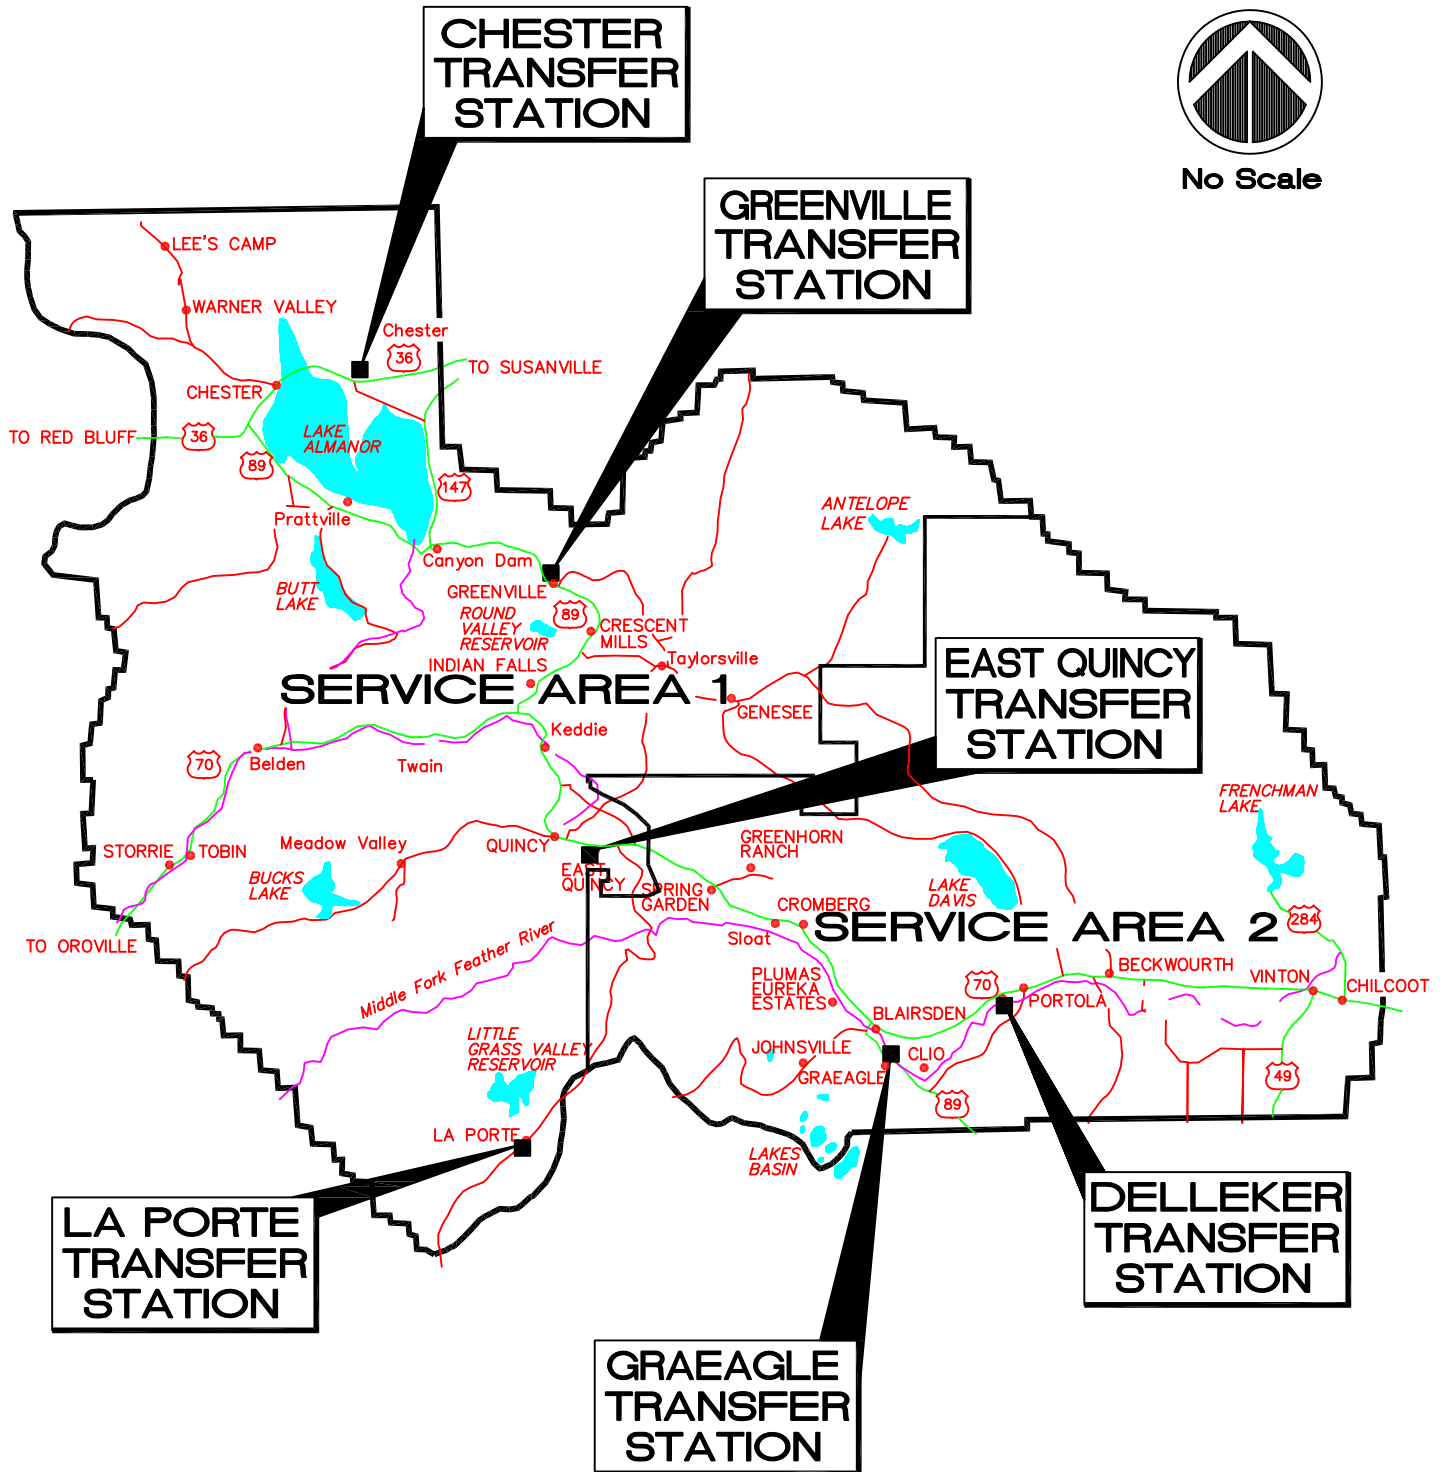 CHESTER
TRANSFER
STATION
No Scale
GREENVILLE
TRANSFER
STATION
LEE'S CAMP
WARNER VALLEY
Chester
36
TO SUSANVILLE
CHESTER
TO RED BLUFF
36
LAKE
ALMANOR
89
147
Prattville
ANTELOPE
LAKE
Canyon Dam
BUTT
LAKE
GREENVILLE
ROUND
VALLEY
RESERVOIR
89
CRESCENT
MILLS
INDIAN FALLS
Taylorsville
EAST QUINCY
TRANSFER
STATION
SERVICE AREA 1
GENESEE
Keddie
70
Belden
Twain
FRENCHMAN
LAKE
STORRIE
TOBIN
Meadow Valley
QUINCY
GREENHORN
RANCH
BUCKS
LAKE
EAST
QUINCY
SPRING
GARDEN
LAKE
DAVIS
CROMBERG
SERVICE AREA 2
284
TO OROVILLE
Sloat
Middle Fork Feather River
PLUMAS
EUREKA
ESTATES
70
BECKWOURTH
VINTON
CHILCOOT
PORTOLA
BLAIRSDEN
LITTLE
GRASS VALLEY
RESERVOIR
JOHNSVILLE
CLIO
GRAEAGLE
49
89
LA PORTE
LAKES
BASIN
LA PORTE
TRANSFER
STATION
DELLEKER
TRANSFER
STATION
GRAEAGLE
TRANSFER
STATION